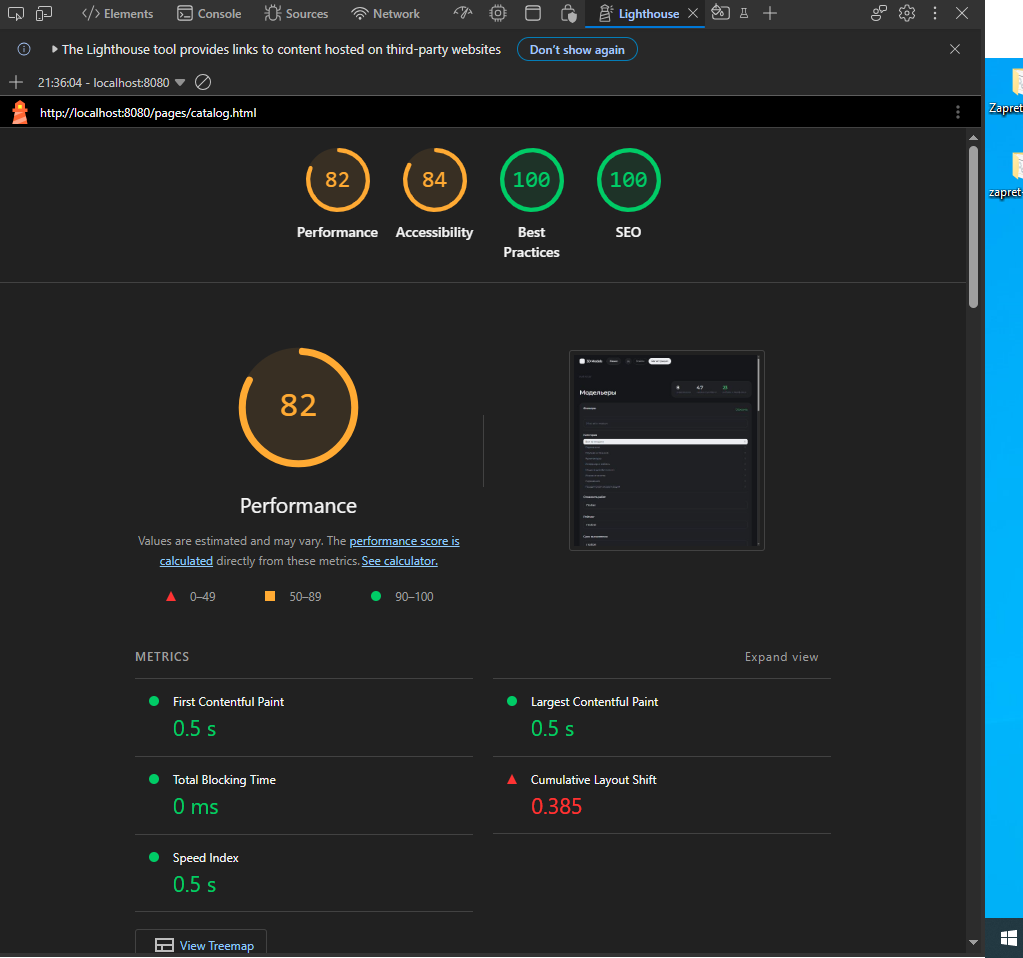 Elements Console Sources Network Lighthouse
The Lighthouse tool provides links to content hosted on third-party websites Don't show again
21:36:04 - localhost:8080
http://localhost:8080/pages/catalog.html
Zapret
zapret-
82 84 100 100
Performance Accessibility Best Practices SEO
82
Модельеры
Performance
Values are estimated and may vary. The performance score is
calculated directly from these metrics. See calculator.
0–49 50–89 90–100
METRICS Expand view
First Contentful Paint
0.5 s
Largest Contentful Paint
0.5 s
Total Blocking Time
0 ms
Cumulative Layout Shift
0.385
Speed Index
0.5 s
View Treemap